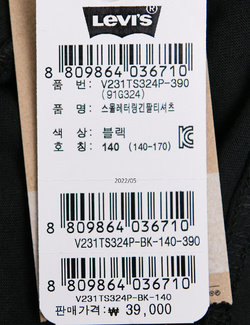 Levi's
8 809864 036710
품 번: V231TS324P-390
(91G324)
품 명: 스몰레터링긴팔티셔츠
색 상: 블랙
호 칭: 140 (140-170)
2022/05
8 809864 036710
V231TS324P-BK-140-390
8 809864 036710
V231TS324P-BK-140
판매가격: ₩ 39,000